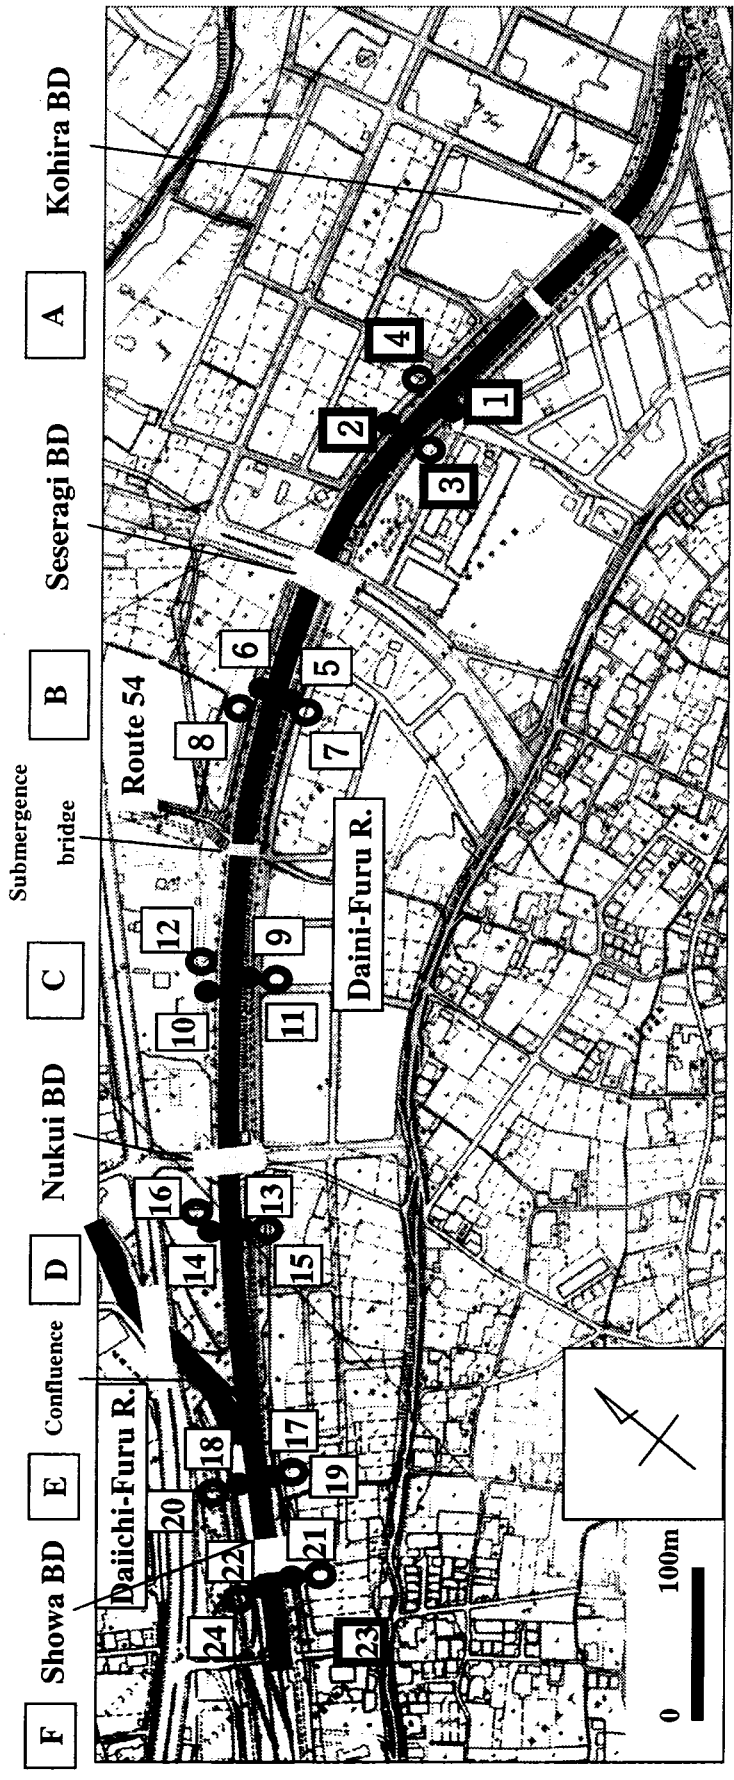 F
Showa BD
E
Confluence
D
Nukui BD
C
Submergence
bridge
B
Seseragi BD
A
Kohira BD
Daiichi-Furu R.
Route 54
Daini-Furu R.
24
22
20
18
14
16
10
12
8
6
2
4
23
21
19
17
15
13
11
9
7
5
3
1
0
100m